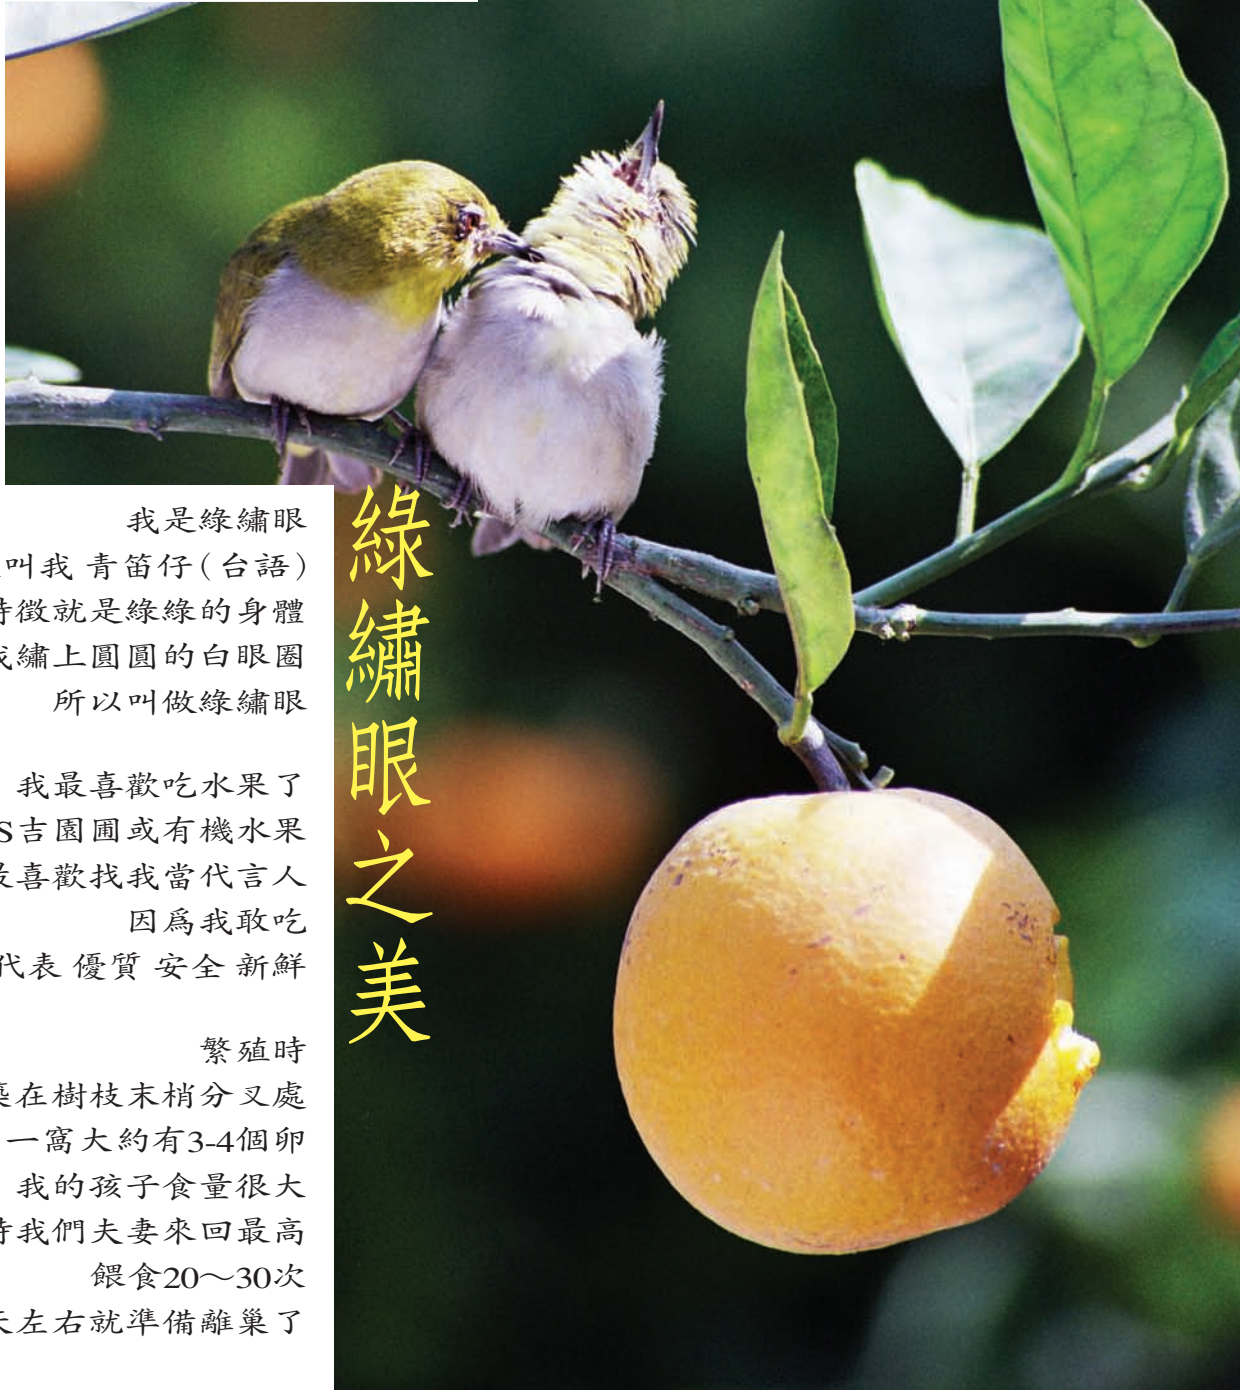 綠繡眼之美
我是綠繡眼
叫我 青笛仔(台語)
特徵就是綠綠的身體
我繡上圓圓的白眼圈
所以叫做綠繡眼
我最喜歡吃水果了
S吉園圃或有機水果
最喜歡找我當代言人
因爲我敢吃
代表 優質 安全 新鮮
繁殖時
築在樹枝末梢分叉處
一窩大約有3-4個卵
我的孩子食量很大
時我們夫妻來回最高
餵食20～30次
天左右就準備離巢了